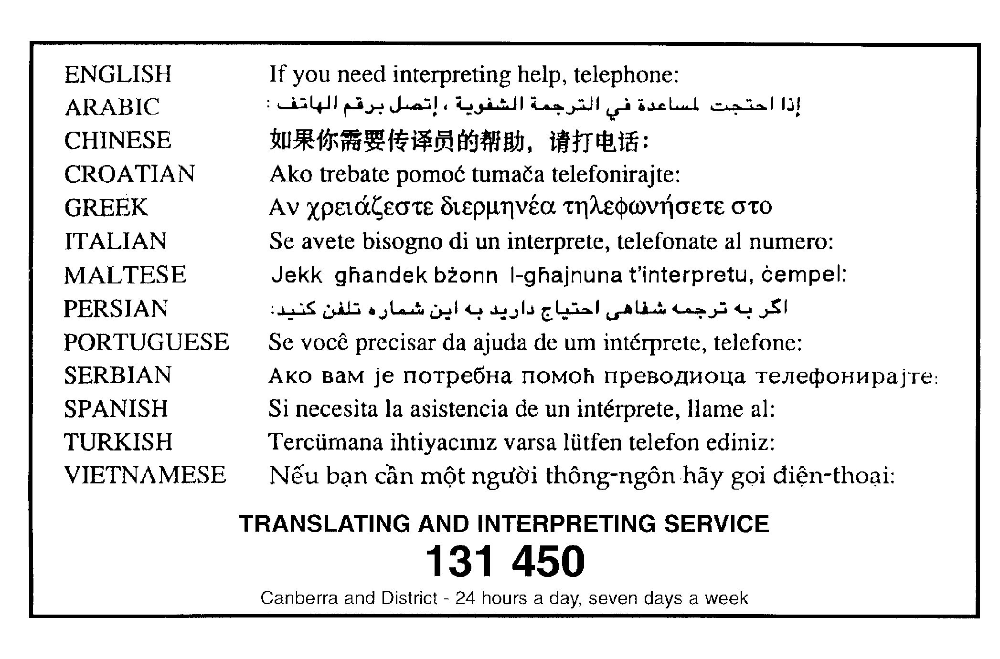 ENGLISH If you need interpreting help, telephone:
ARABIC إذا احتجت لمساعدة في الترجمة الشفوية ، إتصل برقم الهاتف :
CHINESE 如果你需要传译员的帮助，请打电话：
CROATIAN Ako trebate pomoć tumača telefonirajte:
GREEK Αν χρειάζεστε διερμηνέα τηλεφωνήσετε στο
ITALIAN Se avete bisogno di un interprete, telefonate al numero:
MALTESE Jekk għandek bżonn l-għajnuna t'interpretu, ċempel:
PERSIAN اگر به ترجمه شفاهی احتیاج دارید به این شماره تلفن کنید:
PORTUGUESE Se você precisar da ajuda de um intérprete, telefone:
SERBIAN Ако вам је потребна помоћ преводиоца телефонирајте:
SPANISH Si necesita la asistencia de un intérprete, llame al:
TURKISH Tercümana ihtiyacınız varsa lütfen telefon ediniz:
VIETNAMESE Nếu bạn cần một người thông-ngôn hãy gọi điện-thoại:
TRANSLATING AND INTERPRETING SERVICE
131 450
Canberra and District - 24 hours a day, seven days a week